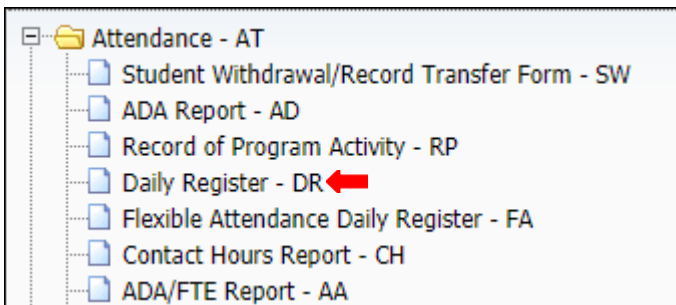 Attendance - AT
Student Withdrawal/Record Transfer Form - SW
ADA Report - AD
Record of Program Activity - RP
Daily Register - DR
Flexible Attendance Daily Register - FA
Contact Hours Report - CH
ADA/FTE Report - AA